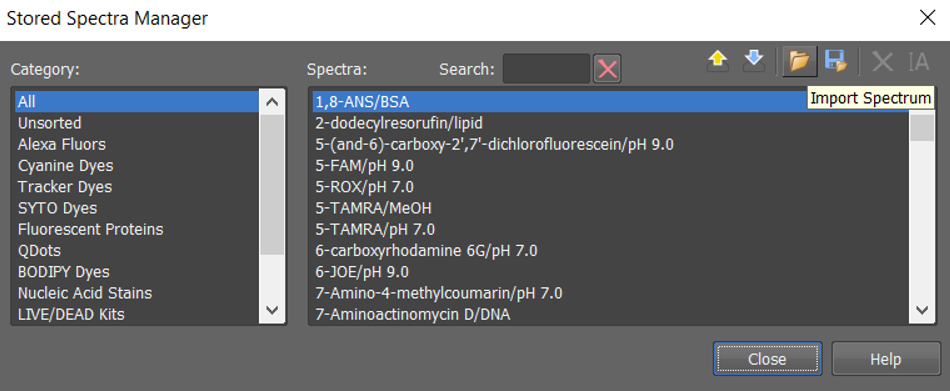 Stored Spectra Manager
Category:
Spectra:
Search:
IA
Import Spectrum
All
Unsorted
Alexa Fluors
Cyanine Dyes
Tracker Dyes
SYTO Dyes
Fluorescent Proteins
QDots
BODIPY Dyes
Nucleic Acid Stains
LIVE/DEAD Kits
1,8-ANS/BSA
2-dodecylresorufin/lipid
5-(and-6)-carboxy-2',7'-dichlorofluorescein/pH 9.0
5-FAM/pH 9.0
5-ROX/pH 7.0
5-TAMRA/MeOH
5-TAMRA/pH 7.0
6-carboxyrhodamine 6G/pH 7.0
6-JOE/pH 9.0
7-Amino-4-methylcoumarin/pH 7.0
7-Aminoactinomycin D/DNA
Close
Help